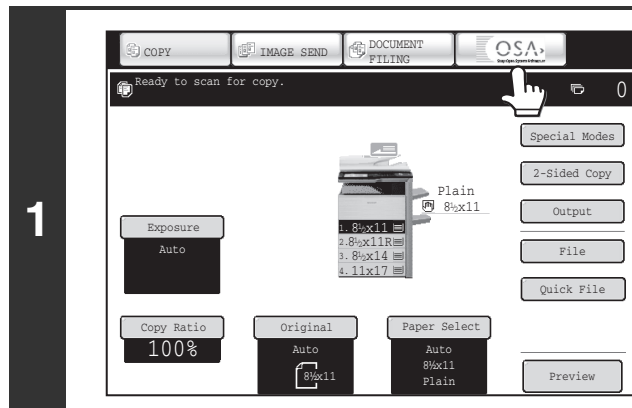 1
COPY
IMAGE SEND
DOCUMENT
FILING
OSA
Ready to scan for copy.
0
Special Modes
2-Sided Copy
Output
File
Quick File
Preview
Plain
8½x11
1. 8½x11
2. 8½x11R
3. 8½x14
4. 11x17
Exposure
Auto
Copy Ratio
100%
Original
Auto
8½x11
Paper Select
Auto
8½x11
Plain